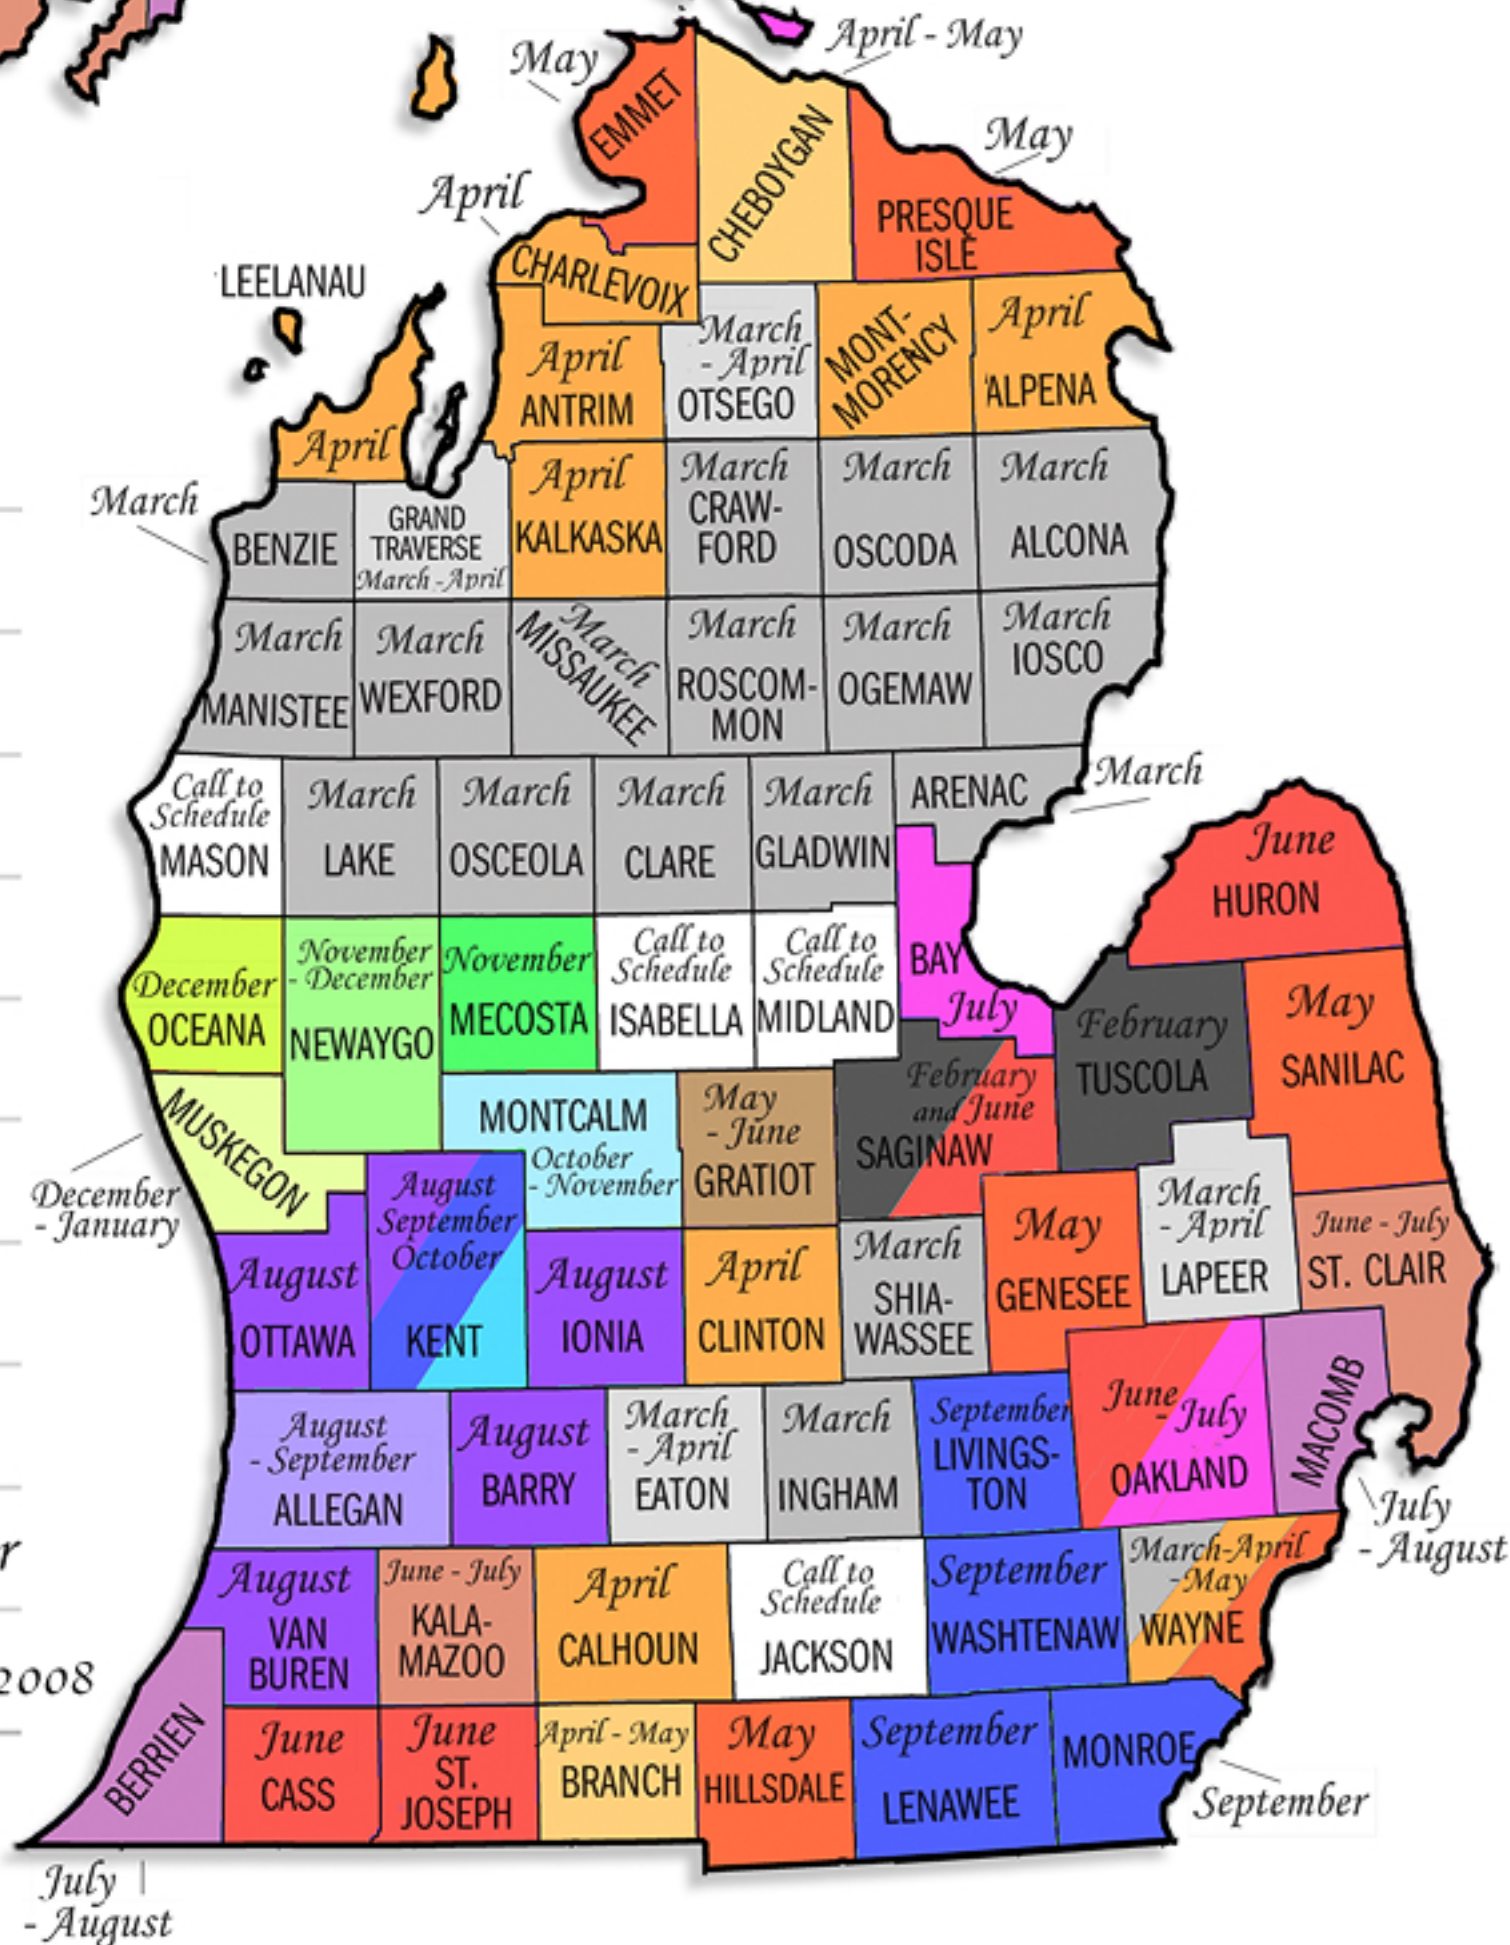 April - May
May
EMMET
CHEBOYGAN
May
PRESQUE
ISLE
April
CHARLEVOIX
LEELANAU
April
April
ANTRIM
March
- April
OTSEGO
MONT-
MORENCY
April
ALPENA
March
BENZIE
GRAND
TRAVERSE
March - April
April
KALKASKA
March
CRAW-
FORD
March
OSCODA
March
ALCONA
March
MANISTEE
March
WEXFORD
March
MISSAUKEE
March
ROSCOM-
MON
March
OGEMAW
March
IOSCO
Call to
Schedule
MASON
March
LAKE
March
OSCEOLA
March
CLARE
March
GLADWIN
ARENAC
March
June
HURON
December
OCEANA
November
- December
NEWAYGO
November
MECOSTA
Call to
Schedule
ISABELLA
Call to
Schedule
MIDLAND
BAY
July
February
TUSCOLA
May
SANILAC
MUSKEGON
December
- January
MONTCALM
October
- November
May
- June
GRATIOT
February
and June
SAGINAW
August
OTTAWA
August
September
October
KENT
August
IONIA
April
CLINTON
March
SHIA-
WASSEE
May
GENESEE
March
- April
LAPEER
June - July
ST. CLAIR
August
- September
ALLEGAN
August
BARRY
March
- April
EATON
March
INGHAM
September
LIVINGS-
TON
June
- July
OAKLAND
MACOMB
July
- August
r
August
VAN
BUREN
June - July
KALA-
MAZOO
April
CALHOUN
Call to
Schedule
JACKSON
September
WASHTENAW
March-April
-May
WAYNE
2008
BERRIEN
June
CASS
June
ST.
JOSEPH
April - May
BRANCH
May
HILLSDALE
September
LENAWEE
MONROE
September
July
- August